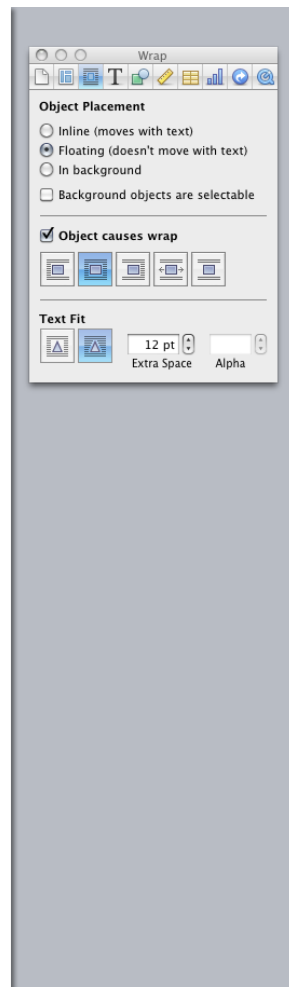 Wrap
T
Object Placement
Inline (moves with text)
Floating (doesn't move with text)
In background
Background objects are selectable
Object causes wrap
Text Fit
12 pt
Extra Space Alpha